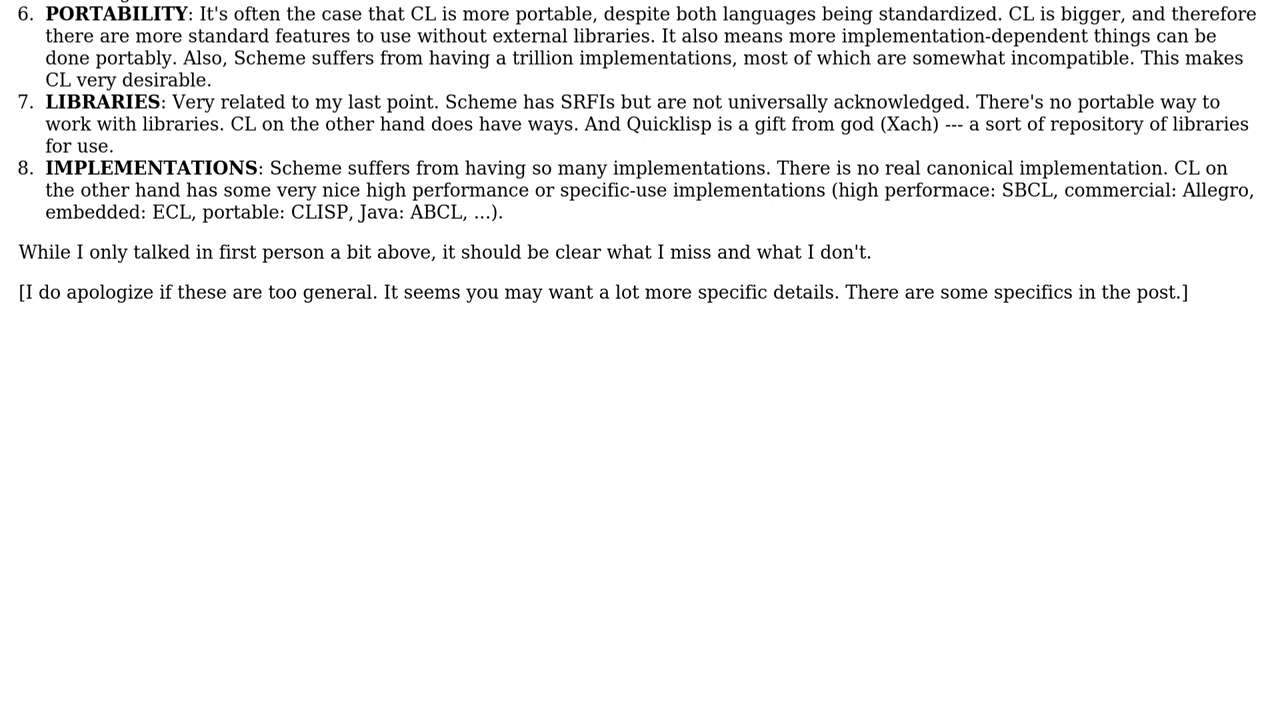 6. PORTABILITY: It's often the case that CL is more portable, despite both languages being standardized. CL is bigger, and therefore
there are more standard features to use without external libraries. It also means more implementation-dependent things can be
done portably. Also, Scheme suffers from having a trillion implementations, most of which are somewhat incompatible. This makes
CL very desirable.
7. LIBRARIES: Very related to my last point. Scheme has SRFIs but are not universally acknowledged. There's no portable way to
work with libraries. CL on the other hand does have ways. And Quicklisp is a gift from god (Xach) --- a sort of repository of libraries
for use.
8. IMPLEMENTATIONS: Scheme suffers from having so many implementations. There is no real canonical implementation. CL on
the other hand has some very nice high performance or specific-use implementations (high performace: SBCL, commercial: Allegro,
embedded: ECL, portable: CLISP, Java: ABCL, ...).
While I only talked in first person a bit above, it should be clear what I miss and what I don't.
[I do apologize if these are too general. It seems you may want a lot more specific details. There are some specifics in the post.]